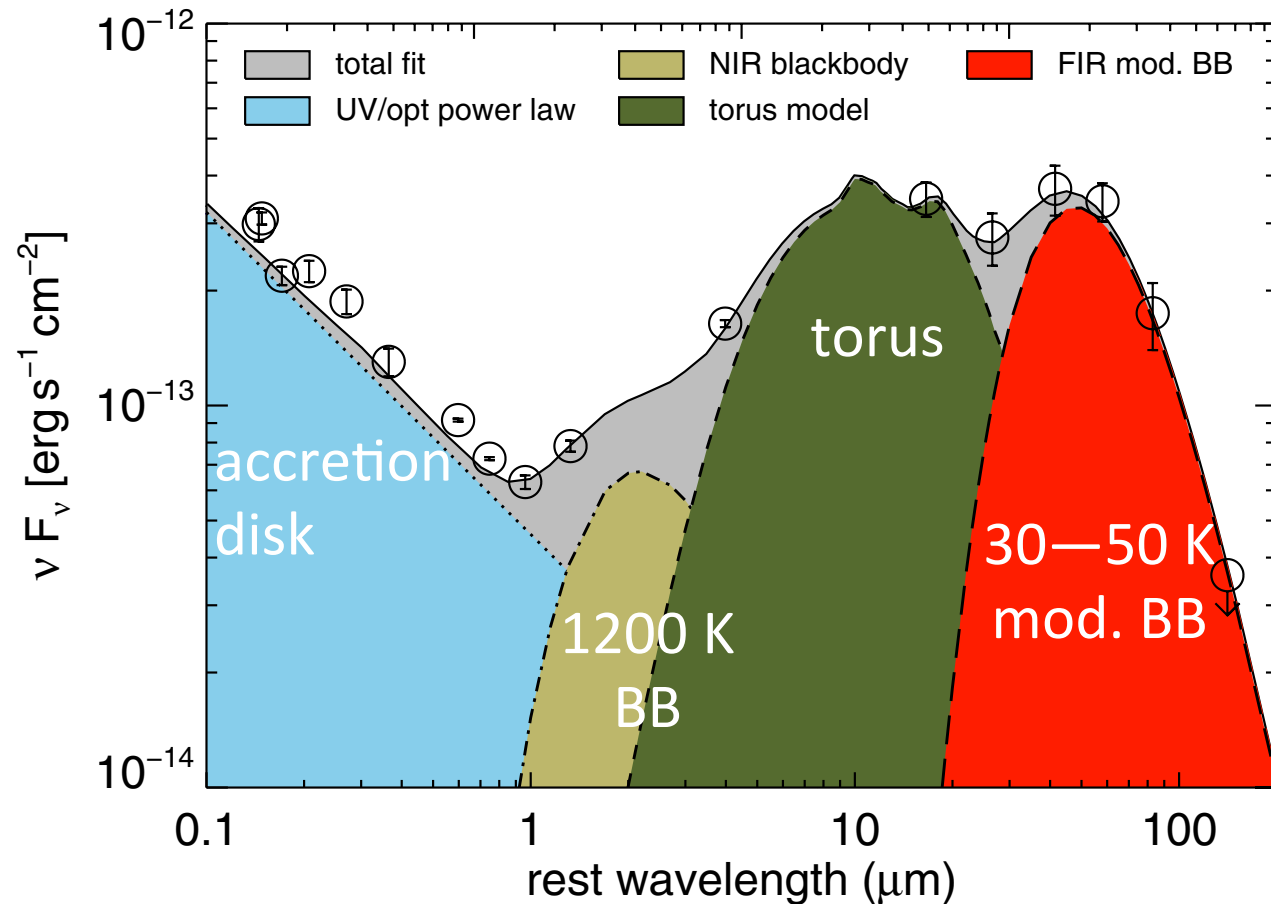 10⁻¹²
total fit
NIR blackbody
FIR mod. BB
UV/opt power law
torus model
ν Fᵥ [erg s⁻¹ cm⁻²]
torus
10⁻¹³
accretion
disk
30—50 K
mod. BB
1200 K
BB
10⁻¹⁴
0.1
1
10
100
rest wavelength (μm)